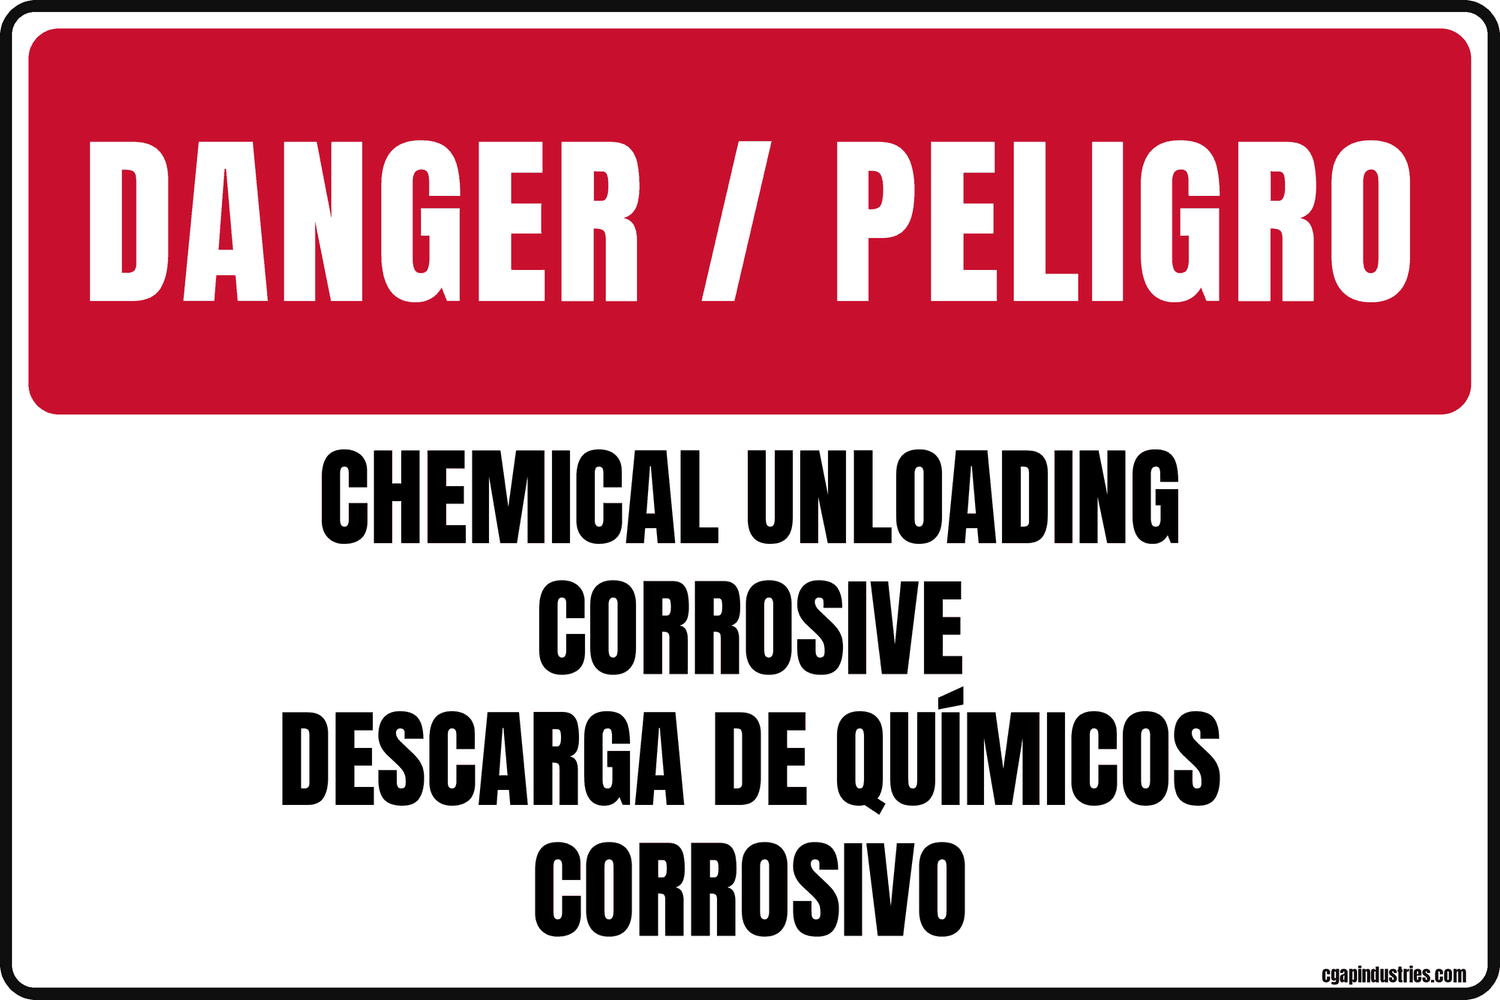 DANGER / PELIGRO
CHEMICAL UNLOADING
CORROSIVE
DESCARGA DE QUÍMICOS
CORROSIVO
cgapindustries.com